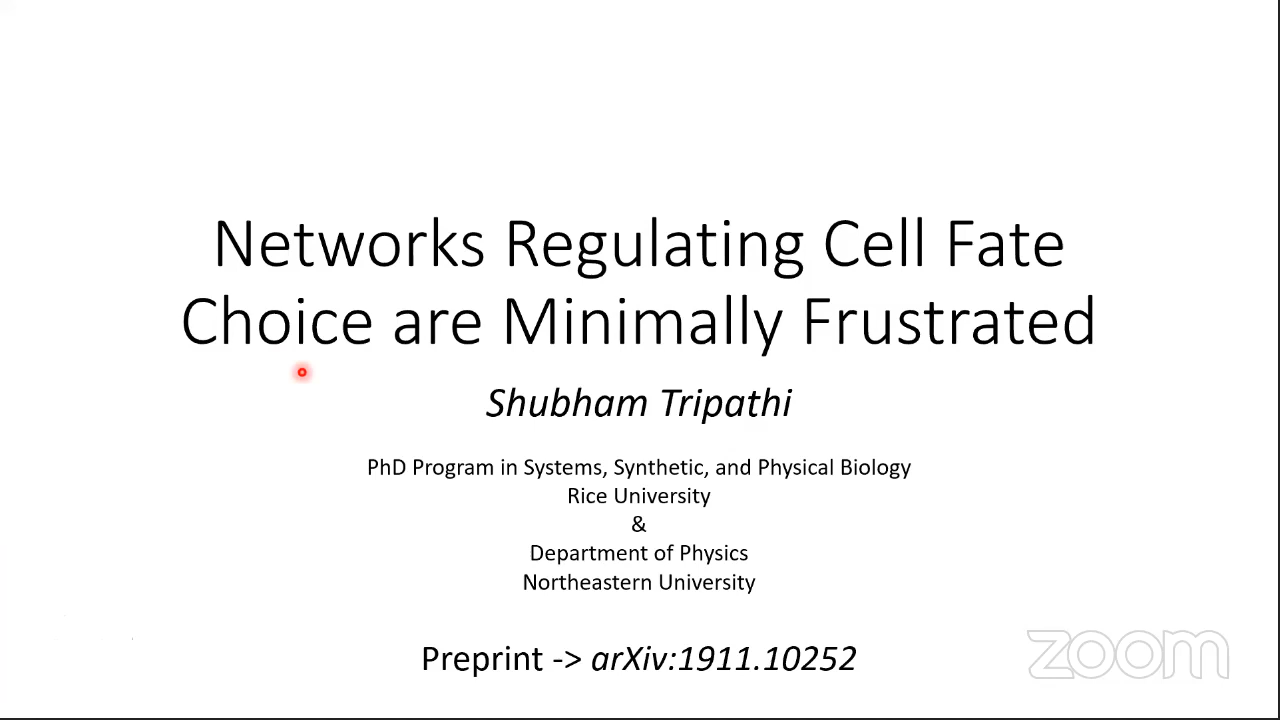 Networks Regulating Cell Fate
Choice are Minimally Frustrated
Shubham Tripathi
PhD Program in Systems, Synthetic, and Physical Biology
Rice University
&
Department of Physics
Northeastern University
Preprint -> arXiv:1911.10252
zoom